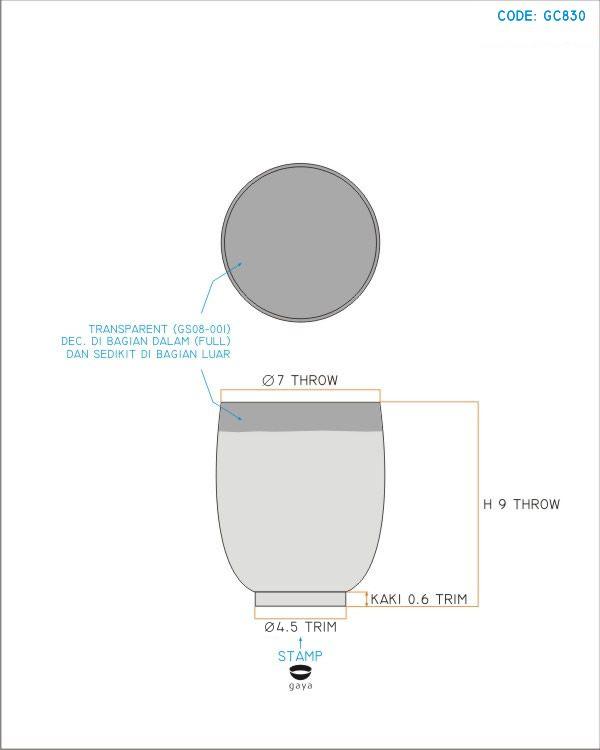 CODE: GC830
TRANSPARENT (GS08-001)
DEC. DI BAGIAN DALAM (FULL)
DAN SEDIKIT DI BAGIAN LUAR
Ø7 THROW
H 9 THROW
KAKI 0.6 TRIM
Ø4.5 TRIM
STAMP
gaya